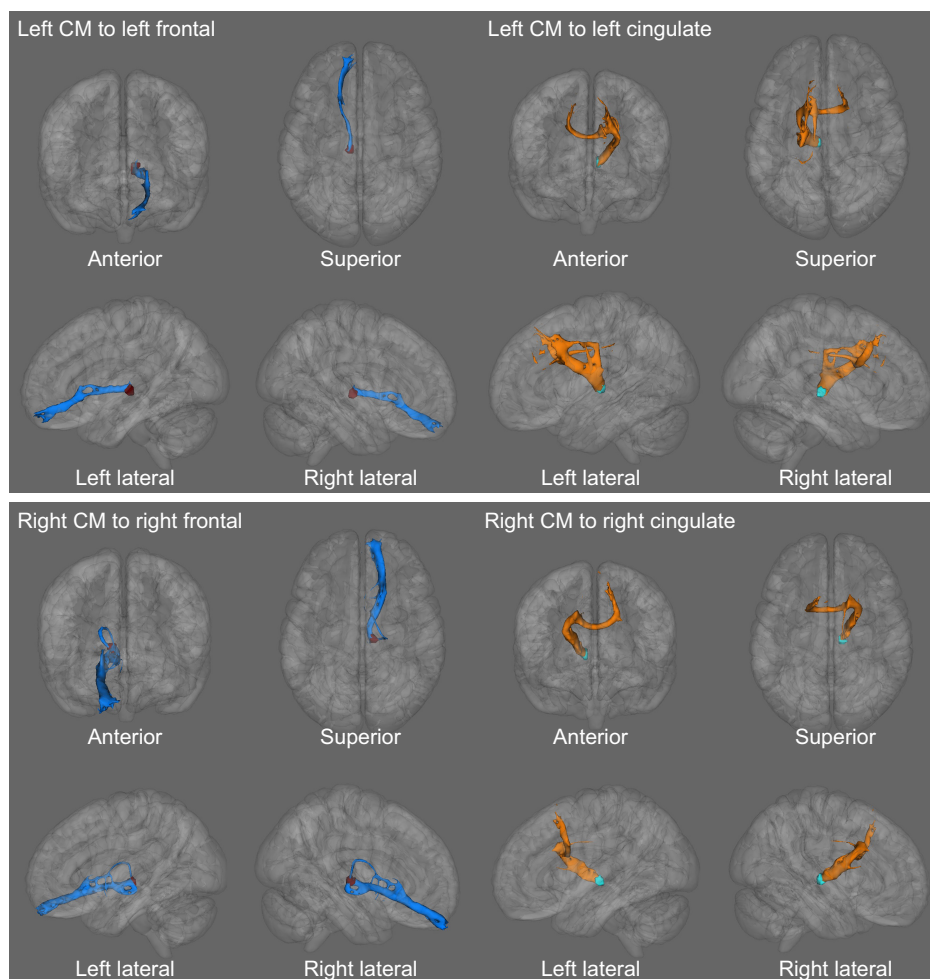 Left CM to left frontal
Left CM to left cingulate
Anterior
Superior
Anterior
Superior
Left lateral
Right lateral
Left lateral
Right lateral
Right CM to right frontal
Right CM to right cingulate
Anterior
Superior
Anterior
Superior
Left lateral
Right lateral
Left lateral
Right lateral